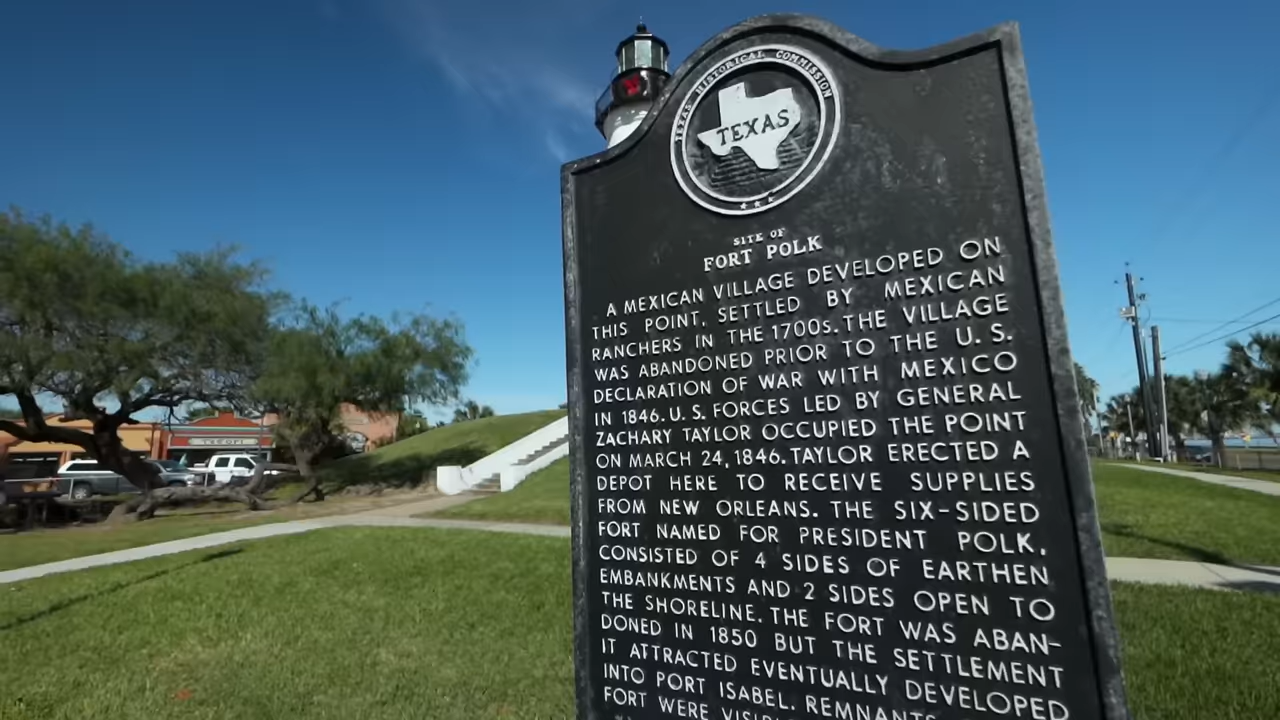 TEXAS HISTORICAL COMMISSION
TEXAS
SITE OF
FORT POLK
A MEXICAN VILLAGE DEVELOPED ON
THIS POINT, SETTLED BY MEXICAN
RANCHERS IN THE 1700s. THE VILLAGE
WAS ABANDONED PRIOR TO THE U. S.
DECLARATION OF WAR WITH MEXICO
IN 1846. U. S. FORCES LED BY GENERAL
ZACHARY TAYLOR OCCUPIED THE POINT
ON MARCH 24, 1846. TAYLOR ERECTED A
DEPOT HERE TO RECEIVE SUPPLIES
FROM NEW ORLEANS. THE SIX-SIDED
FORT NAMED FOR PRESIDENT POLK,
CONSISTED OF 4 SIDES OF EARTHEN
EMBANKMENTS AND 2 SIDES OPEN TO
THE SHORELINE. THE FORT WAS ABAN-
DONED IN 1850 BUT THE SETTLEMENT
IT ATTRACTED EVENTUALLY DEVELOPED
INTO PORT ISABEL. REMNANTS
FORT WERE